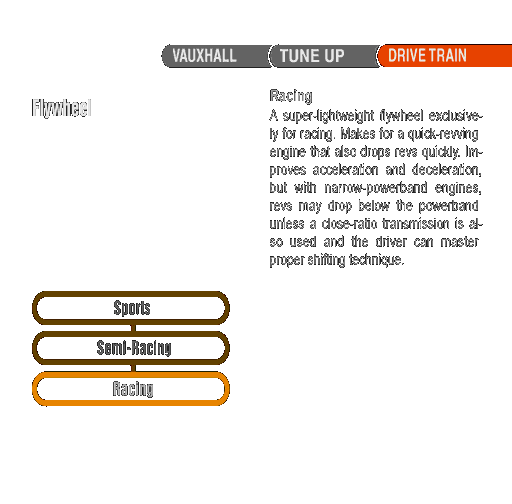 VAUXHALL TUNE UP DRIVE TRAIN
Flywheel
Racing
A super-lightweight flywheel exclusive-
ly for racing. Makes for a quick-revving
engine that also drops revs quickly. Im-
proves acceleration and deceleration,
but with narrow-powerband engines,
revs may drop below the powerband
unless a close-ratio transmission is al-
so used and the driver can master
proper shifting technique.
Sports
Semi-Racing
Racing